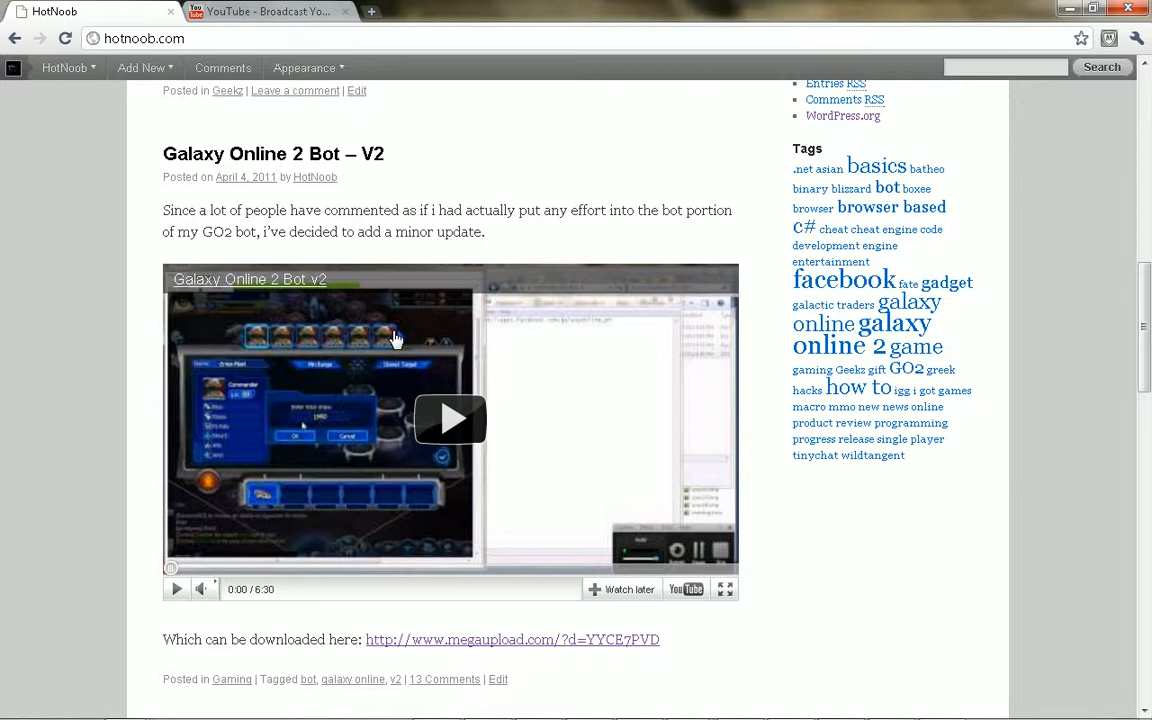 HotNoob
YouTube - Broadcast Yo...
hotnoob.com
HotNoob
Add New
Comments
Appearance
Search
Posted in Geekz | Leave a comment | Edit
Galaxy Online 2 Bot – V2
Posted on April 4, 2011 by HotNoob
Since a lot of people have commented as if i had actually put any effort into the bot portion
of my GO2 bot, i've decided to add a minor update.
Galaxy Online 2 Bot v2
Commander
OK
Cancel
0:00 / 6:30
Watch later
YouTube
Which can be downloaded here: http://www.megaupload.com/?d=YYCE7PVD
Posted in Gaming | Tagged bot, galaxy online, v2 | 13 Comments | Edit
Entries RSS
Comments RSS
WordPress.org
Tags
.net asian basics batheo
binary blizzard bot boxee
browser browser based
c# cheat cheat engine code
development engine
entertainment
facebook fate gadget
galactic traders galaxy
online galaxy
online 2 game
gaming Geekz gift GO2 greek
hacks how to igg i got games
macro mmo new news online
product review programming
progress release single player
tinychat wildtangent